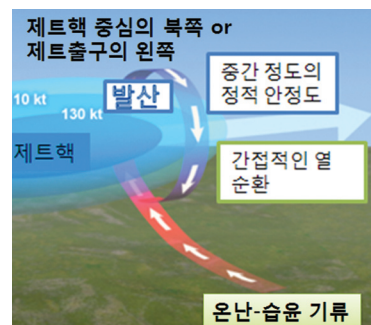 제트핵 중심의 북쪽 or
제트출구의 왼쪽
발산
중간 정도의
정적 안정도
10 kt
130 kt
제트핵
간접적인 열
순환
온난-습윤 기류